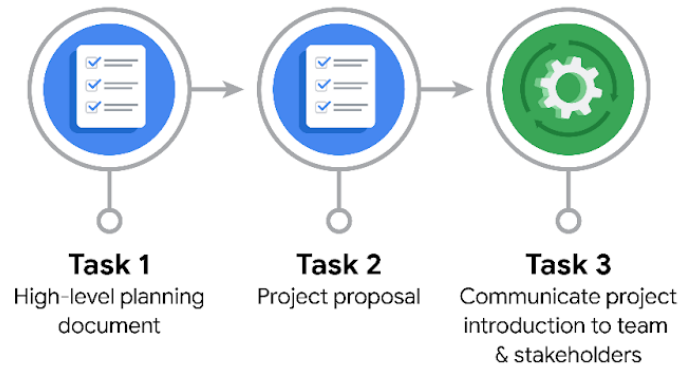 Task 1
High-level planning
document
Task 2
Project proposal
Task 3
Communicate project
introduction to team
& stakeholders